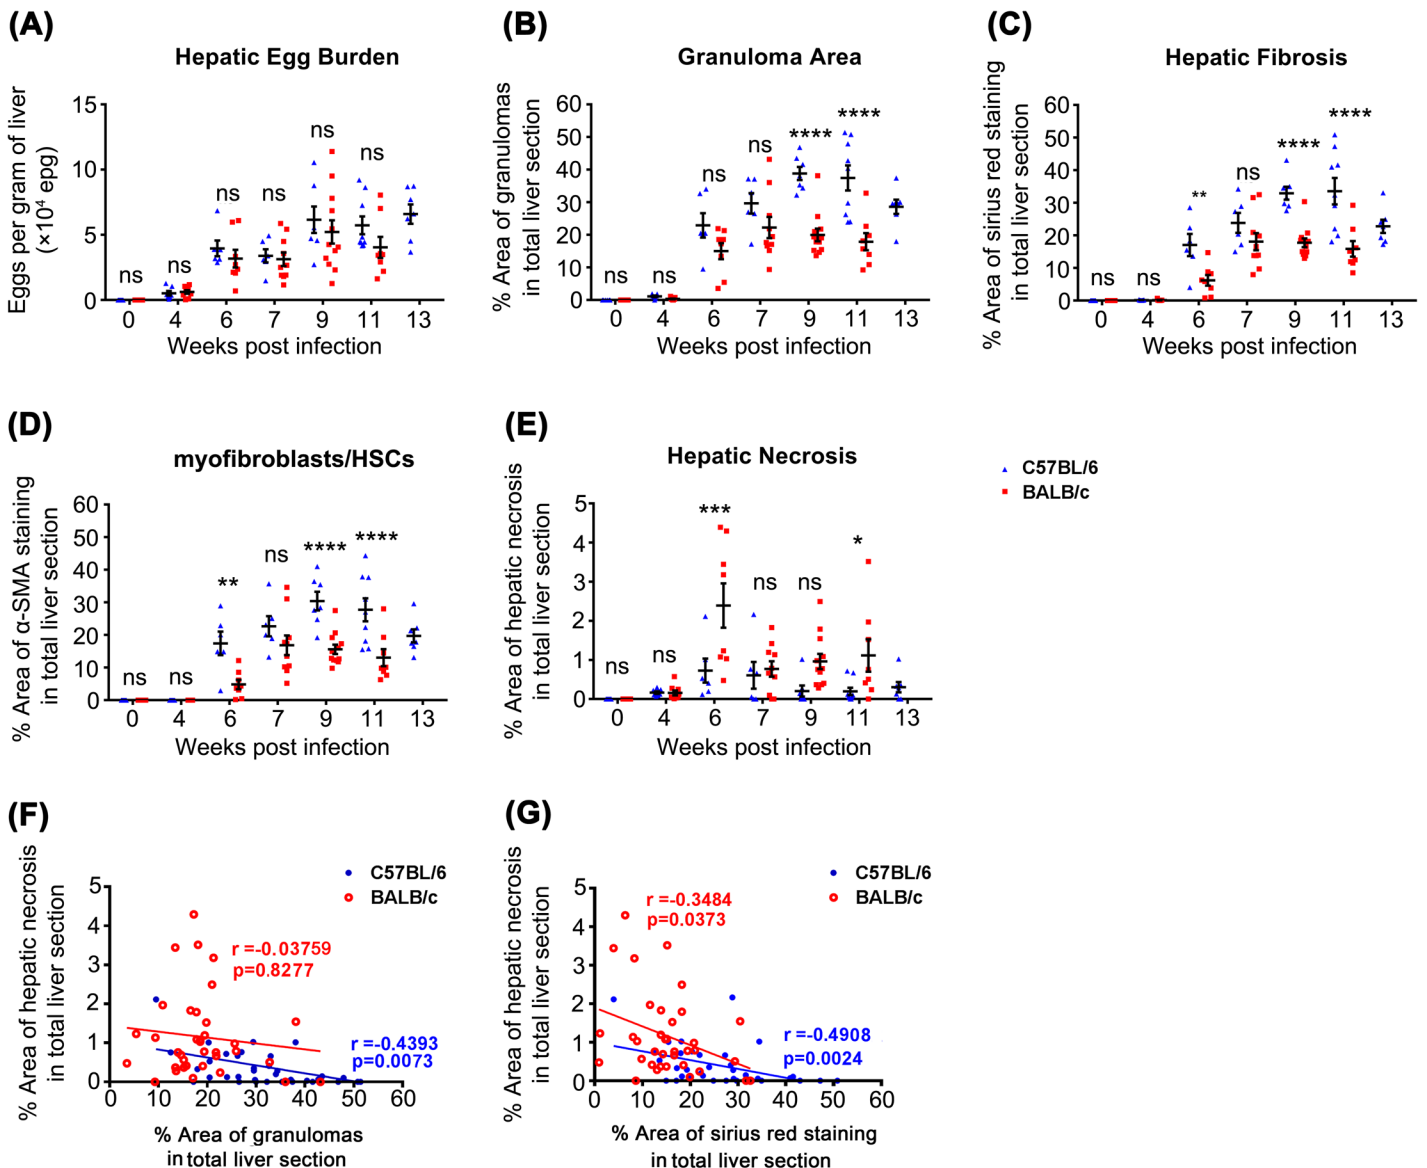 (A)
Hepatic Egg Burden
Eggs per gram of liver
(×10⁴ epg)
15
10
5
0
ns
ns
ns
ns
ns
ns
0 4 6 7 9 11 13
Weeks post infection
(B)
Granuloma Area
% Area of granulomas
in total liver section
60
50
40
30
20
10
0
ns
ns
ns
ns
****
****
0 4 6 7 9 11 13
Weeks post infection
(C)
Hepatic Fibrosis
% Area of sirius red staining
in total liver section
60
50
40
30
20
10
0
ns
ns
**
ns
****
****
0 4 6 7 9 11 13
Weeks post infection
(D)
myofibroblasts/HSCs
% Area of α-SMA staining
in total liver section
60
50
40
30
20
10
0
ns
ns
**
ns
****
****
0 4 6 7 9 11 13
Weeks post infection
(E)
Hepatic Necrosis
% Area of hepatic necrosis
in total liver section
5
4
3
2
1
0
ns
ns
***
ns
ns
*
0 4 6 7 9 11 13
Weeks post infection
C57BL/6
BALB/c
(F)
% Area of hepatic necrosis
in total liver section
5
4
3
2
1
0
C57BL/6
BALB/c
r =-0.03759
p=0.8277
r =-0.4393
p=0.0073
0 10 20 30 40 50 60
% Area of granulomas
in total liver section
(G)
% Area of hepatic necrosis
in total liver section
5
4
3
2
1
0
C57BL/6
BALB/c
r =-0.3484
p=0.0373
r =-0.4908
p=0.0024
0 10 20 30 40 50 60
% Area of sirius red staining
in total liver section